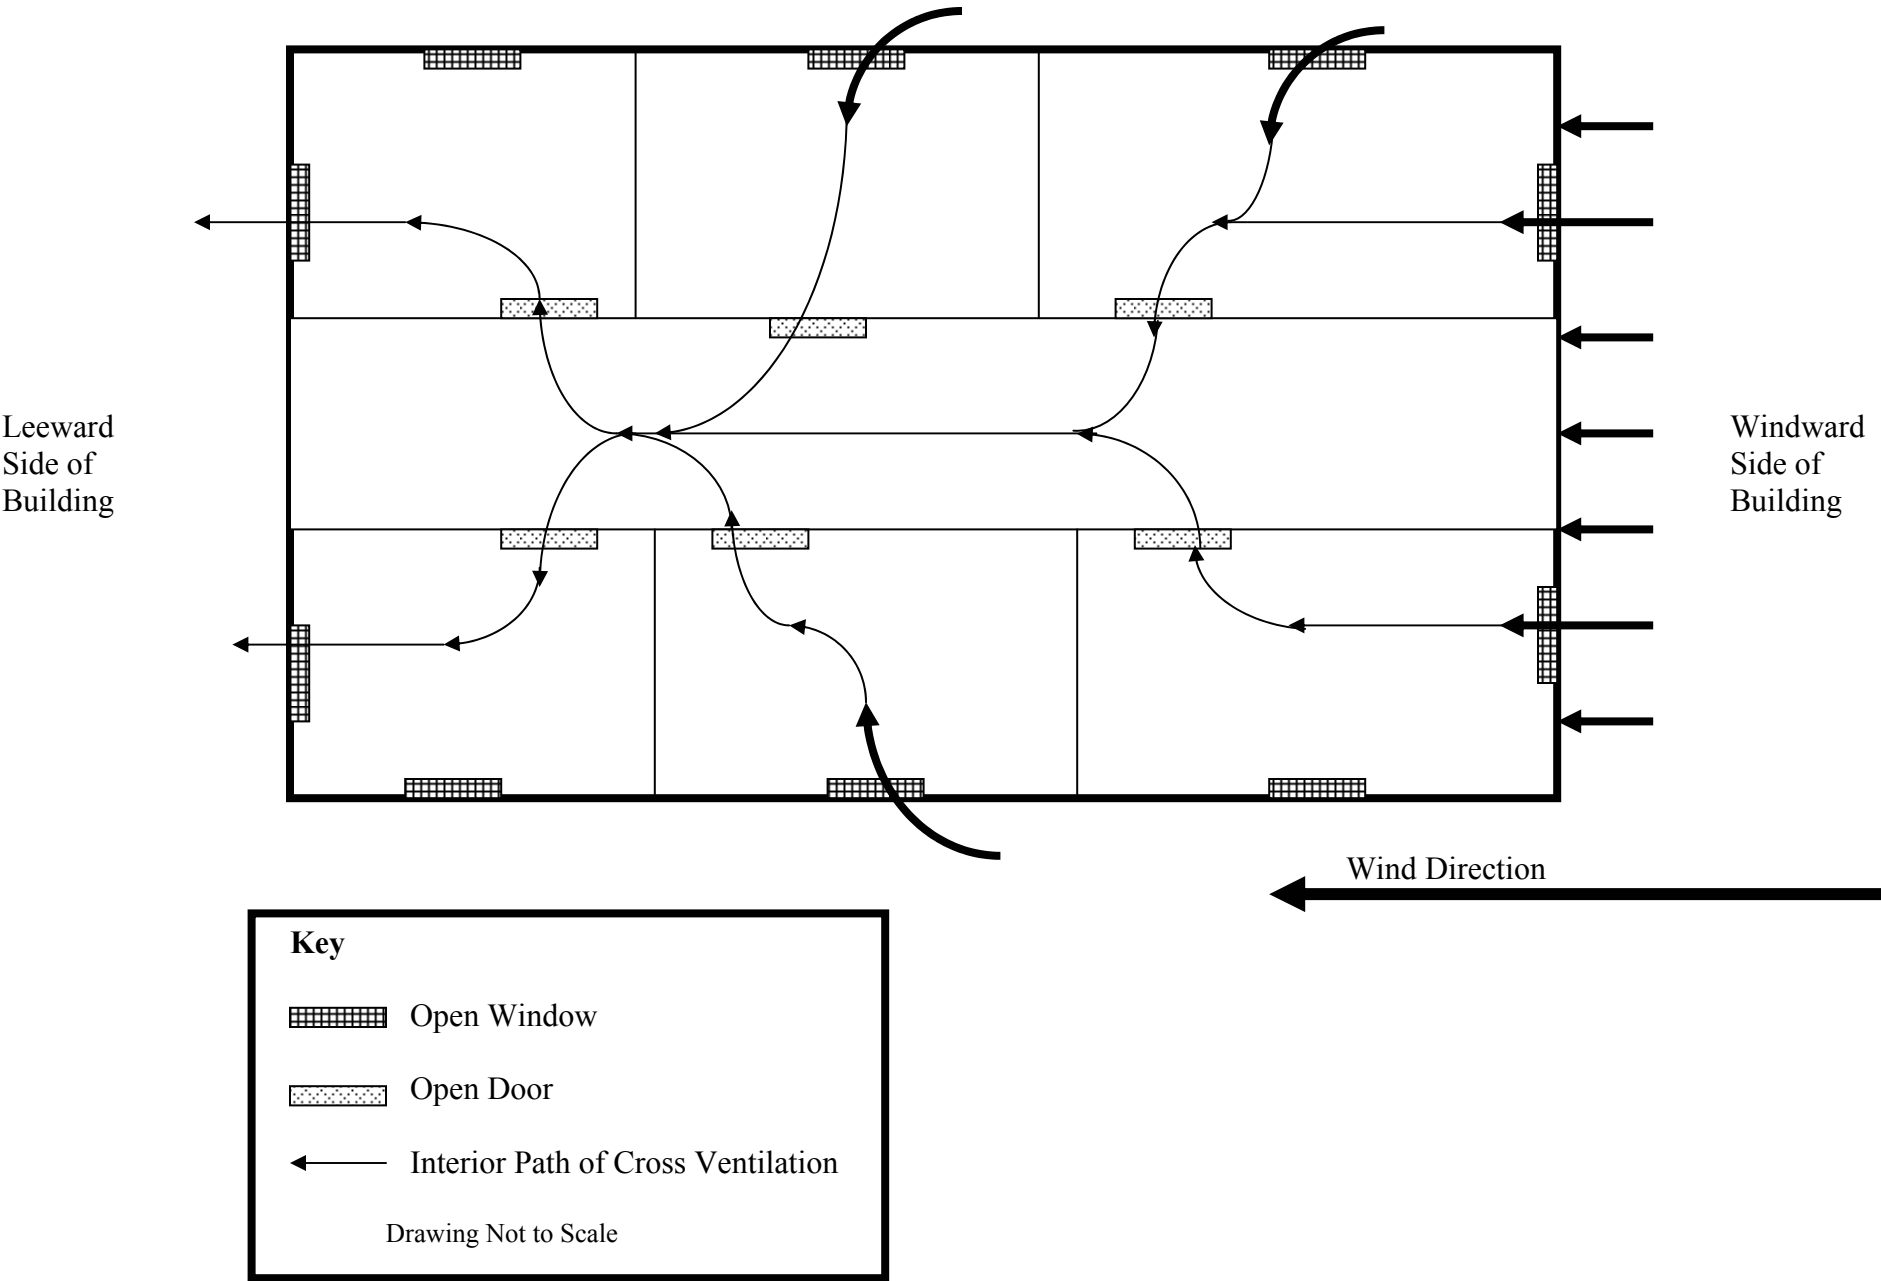 Leeward
Side of
Building
Windward
Side of
Building
Wind Direction
Key
Open Window
Open Door
Interior Path of Cross Ventilation
Drawing Not to Scale